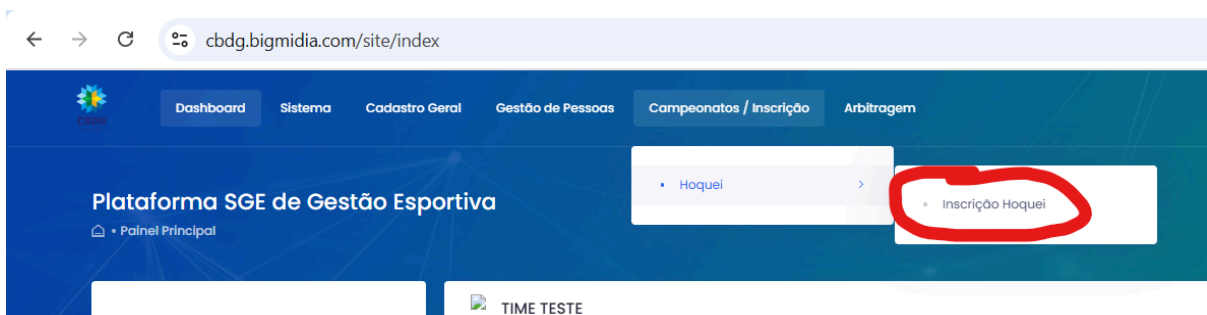 cbdg.bigmidia.com/site/index
CBDG
Dashboard Sistema Cadastro Geral Gestão de Pessoas Campeonatos / Inscrição Arbitragem
Hoquei
Inscrição Hoquei
Plataforma SGE de Gestão Esportiva
• Painel Principal
TIME TESTE